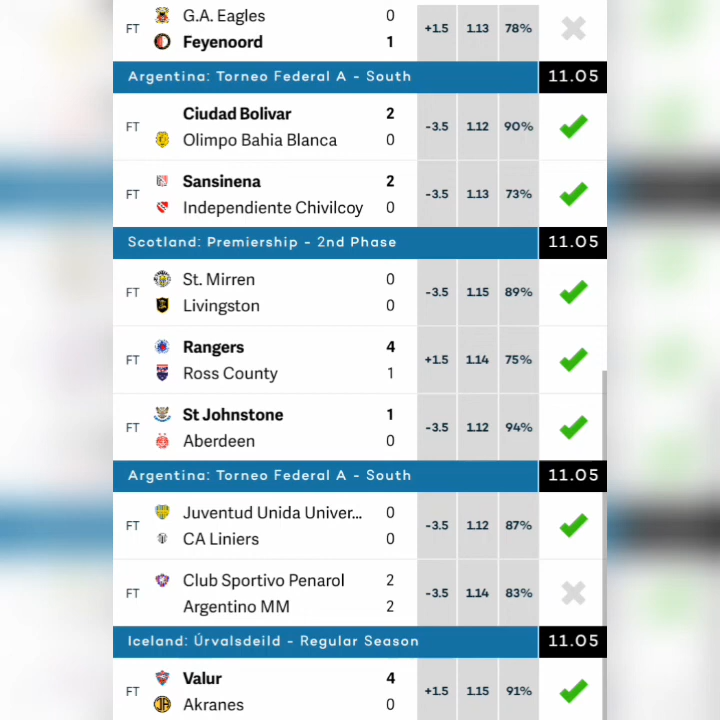 G.A. Eagles 0
FT +1.5 1.13 78%
Feyenoord 1
Argentina: Torneo Federal A - South 11.05
Ciudad Bolivar 2
FT -3.5 1.12 90%
Olimpo Bahia Blanca 0
Sansinena 2
FT -3.5 1.13 73%
Independiente Chivilcoy 0
Scotland: Premiership - 2nd Phase 11.05
St. Mirren 0
FT -3.5 1.15 89%
Livingston 0
Rangers 4
FT +1.5 1.14 75%
Ross County 1
St Johnstone 1
FT -3.5 1.12 94%
Aberdeen 0
Argentina: Torneo Federal A - South 11.05
Juventud Unida Univer... 0
FT -3.5 1.12 87%
CA Liniers 0
Club Sportivo Penarol 2
FT -3.5 1.14 83%
Argentino MM 2
Iceland: Úrvalsdeild - Regular Season 11.05
Valur 4
FT +1.5 1.15 91%
Akranes 0